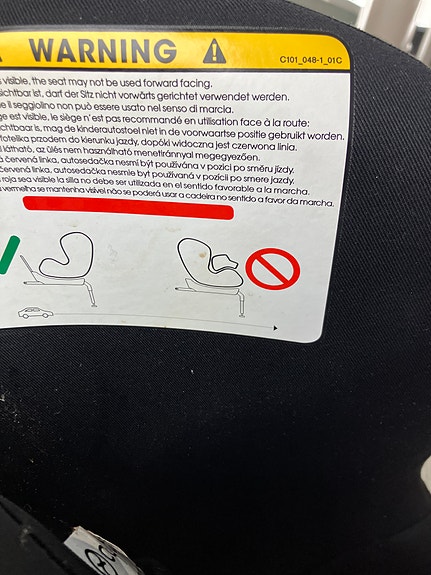 WARNING
C101_048-1_01C
visible, the seat may not be used forward facing.
ichtbar ist, darf der Sitz nicht vorwärts gerichtet verwendet werden.
e il seggiolino non può essere usato nel senso di marcia.
ge est visible, le siège n'est pas recommandé en utilisation face à la route:
chtbaar is, mag de kinderautostoel niet in de voorwaartse positie gebruikt worden.
fotelika przodem do kierunku jazdy, dopóki widoczna jest czerwona linia.
l látható, az ülés nem használható menetiránnyal megegyezően.
červená linka, autosedačka nesmí být používána v pozici po směru jízdy.
červená linka, autosedačka nesmie byt používaná v pozícii po smere jazdy.
roja sea visible la silla no debe ser utilizada en el sentido favorable a la marcha.
vermelha se mantenha visível não se poderá usar a cadeira no sentido a favor da marcha.